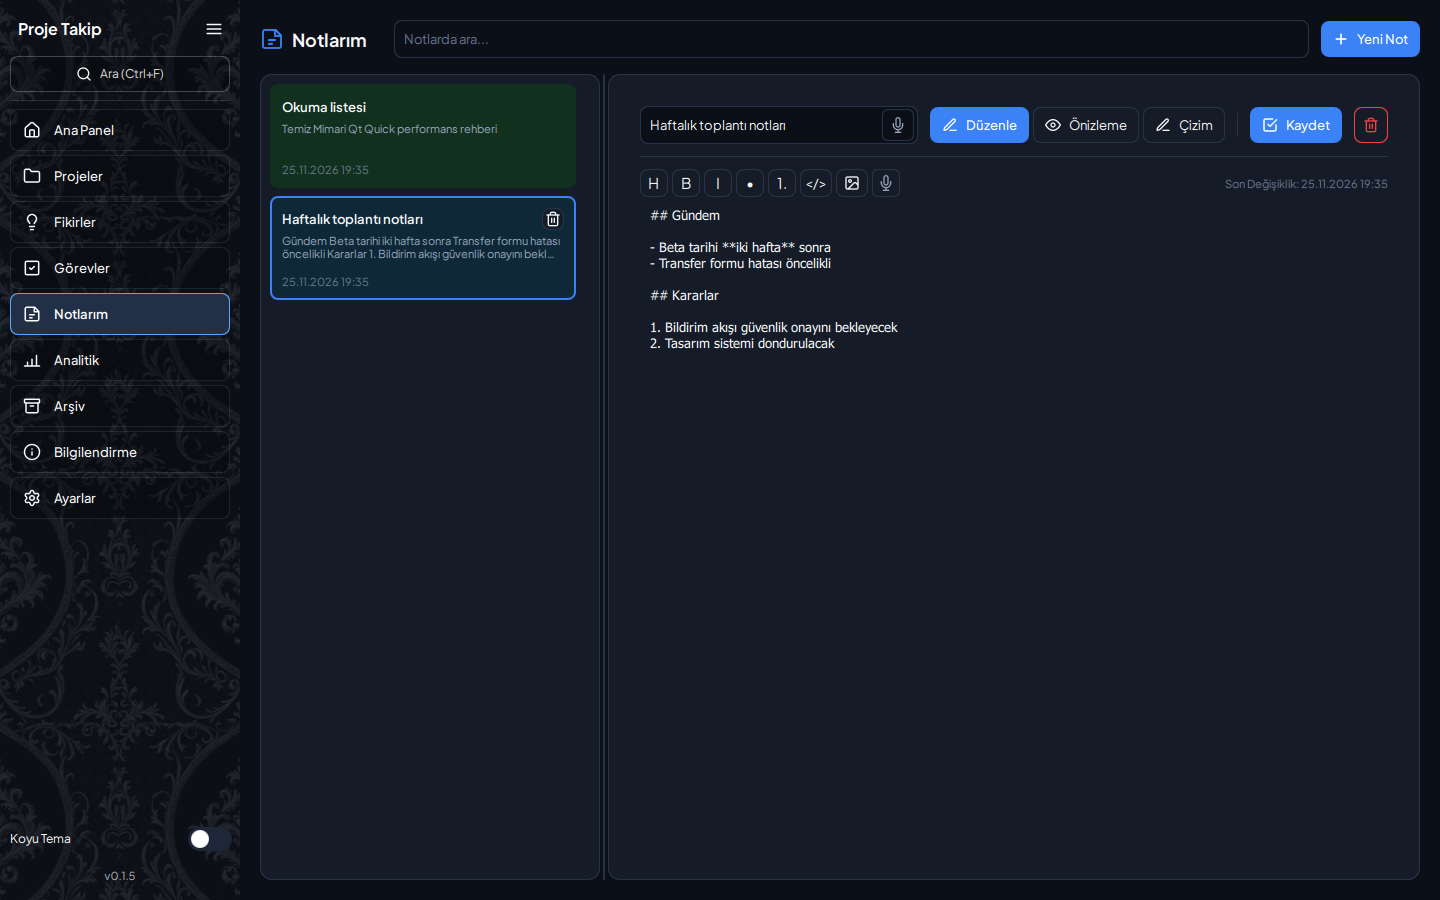 Proje Takip
Ara (Ctrl+F)
Ana Panel
Projeler
Fikirler
Görevler
Notlarım
Analitik
Arşiv
Bilgilendirme
Ayarlar
Koyu Tema
v0.1.5
Notlarım
Notlarda ara...
Yeni Not
Okuma listesi
Temiz Mimari Qt Quick performans rehberi
25.11.2026 19:35
Haftalık toplantı notları
Gündem Beta tarihi iki hafta sonra Transfer formu hatası
öncelikli Kararlar 1. Bildirim akışı güvenlik onayını bekl...
25.11.2026 19:35
Haftalık toplantı notları
Düzenle
Önizleme
Çizim
Kaydet
H B I • 1. </>
Son Değişiklik: 25.11.2026 19:35
## Gündem
- Beta tarihi **iki hafta** sonra
- Transfer formu hatası öncelikli
## Kararlar
1. Bildirim akışı güvenlik onayını bekleyecek
2. Tasarım sistemi dondurulacak